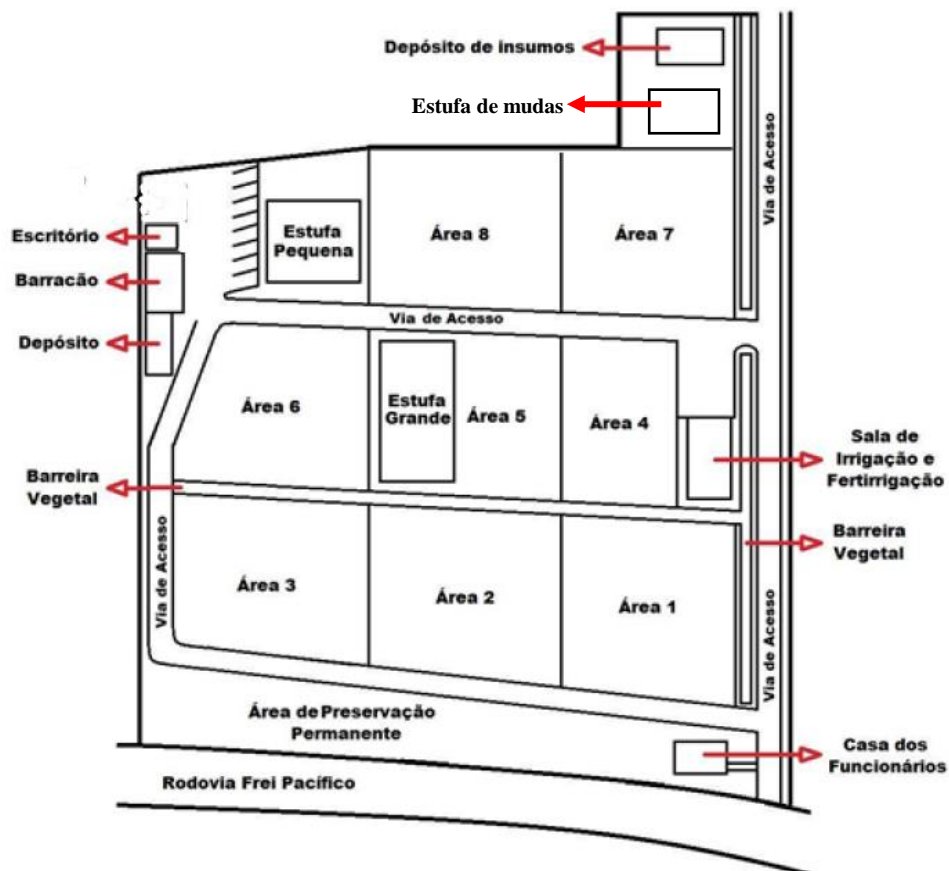 Depósito de insumos
Estufa de mudas
Via de Acesso
Escritório
Barracão
Depósito
Estufa
Pequena
Área 8
Área 7
Via de Acesso
Área 6
Estufa
Grande
Área 5
Área 4
Sala de
Irrigação e
Fertirrigação
Barreira
Vegetal
Barreira
Vegetal
Via de Acesso
Área 3
Área 2
Área 1
Via de Acesso
Área de Preservação
Permanente
Casa dos
Funcionários
Rodovia Frei Pacífico